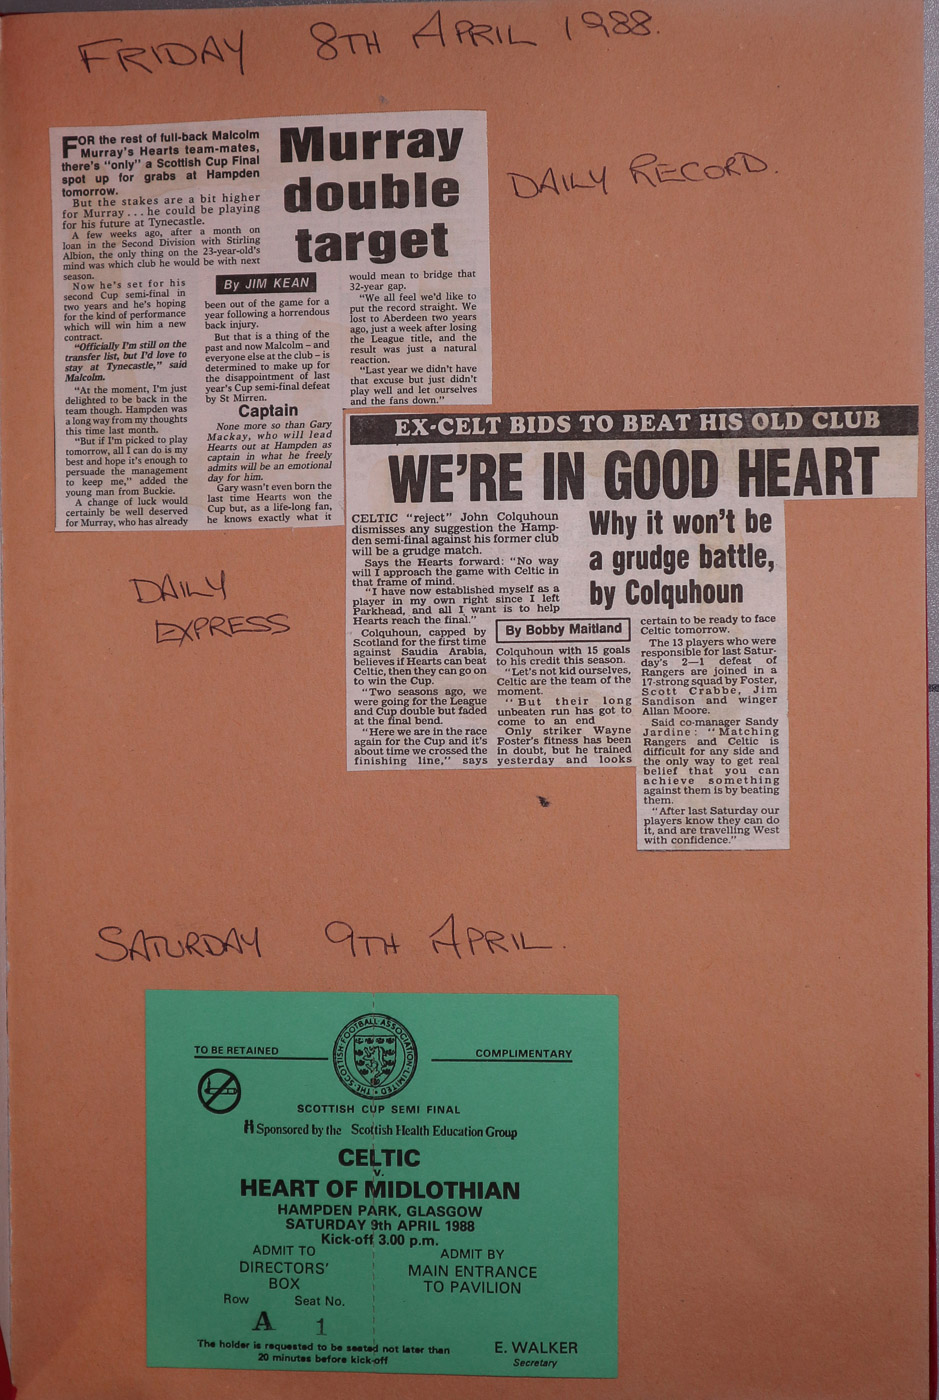 FRIDAY 8TH APRIL 1988.
DAILY RECORD.
Murray
double
target
FOR the rest of full-back Malcolm
Murray's Hearts team-mates,
there's "only" a Scottish Cup Final
spot up for grabs at Hampden
tomorrow.
But the stakes are a bit higher
for Murray . . . he could be playing
for his future at Tynecastle.
A few weeks ago, after a month on
loan in the Second Division with Stirling
Albion, the only thing on the 23-year-old's
mind was which club he would be with next
season.
Now he's set for his
second Cup semi-final in
two years and he's hoping
for the kind of performance
which will win him a new
contract.
"Officially I'm still on the
transfer list, but I'd love to
stay at Tynecastle," said
Malcolm.
"At the moment, I'm just
delighted to be back in the
team though. Hampden was
a long way from my thoughts
this time last month.
"But if I'm picked to play
tomorrow, all I can do is my
best and hope it's enough to
persuade the management
to keep me," added the
young man from Buckie.
A change of luck would
certainly be well deserved
for Murray, who has already
By JIM KEAN
been out of the game for a
year following a horrendous
back injury.
But that is a thing of the
past and now Malcolm – and
everyone else at the club – is
determined to make up for
the disappointment of last
year's Cup semi-final defeat
by St Mirren.
Captain
None more so than Gary
Mackay, who will lead
Hearts out at Hampden as
captain in what he freely
admits will be an emotional
day for him.
Gary wasn't even born the
last time Hearts won the
Cup but, as a life-long fan,
he knows exactly what it
would mean to bridge that
32-year gap.
"We all feel we'd like to
put the record straight. We
lost to Aberdeen two years
ago, just a week after losing
the League title, and the
result was just a natural
reaction.
"Last year we didn't have
that excuse but just didn't
play well and let ourselves
and the fans down."
DAILY
EXPRESS
EX-CELT BIDS TO BEAT HIS OLD CLUB
WE'RE IN GOOD HEART
Why it won't be
a grudge battle,
by Colquhoun
CELTIC "reject" John Colquhoun
dismisses any suggestion the Hamp-
den semi-final against his former club
will be a grudge match.
Says the Hearts forward: "No way
will I approach the game with Celtic in
that frame of mind.
"I have now established myself as a
player in my own right since I left
Parkhead, and all I want is to help
Hearts reach the final."
Colquhoun, capped by
Scotland for the first time
against Saudia Arabia,
believes if Hearts can beat
Celtic, then they can go on
to win the Cup.
"Two seasons ago, we
were going for the League
and Cup double but faded
at the final bend.
"Here we are in the race
again for the Cup and it's
about time we crossed the
finishing line," says
By Bobby Maitland
Colquhoun with 15 goals
to his credit this season.
"Let's not kid ourselves,
Celtic are the team of the
moment.
"But their long
unbeaten run has got to
come to an end
Only striker Wayne
Foster's fitness has been
in doubt, but he trained
yesterday and looks
certain to be ready to face
Celtic tomorrow.
The 13 players who were
responsible for last Satur-
day's 2—1 defeat of
Rangers are joined in a
17-strong squad by Foster,
Scott Crabbe, Jim
Sandison and winger
Allan Moore.
Said co-manager Sandy
Jardine: "Matching
Rangers and Celtic is
difficult for any side and
the only way to get real
belief that you can
achieve something
against them is by beating
them.
"After last Saturday our
players know they can do
it, and are travelling West
with confidence."
SATURDAY 9TH APRIL.
TO BE RETAINED
COMPLIMENTARY
THE SCOTTISH FOOTBALL ASSOCIATION LIMITED
SCOTTISH CUP SEMI FINAL
Sponsored by the Scottish Health Education Group
CELTIC
v.
HEART OF MIDLOTHIAN
HAMPDEN PARK, GLASGOW
SATURDAY 9th APRIL 1988
Kick-off 3.00 p.m.
ADMIT TO
DIRECTORS'
BOX
ADMIT BY
MAIN ENTRANCE
TO PAVILION
Row Seat No.
A 1
The holder is requested to be seated not later than
20 minutes before kick-off
E. WALKER
Secretary